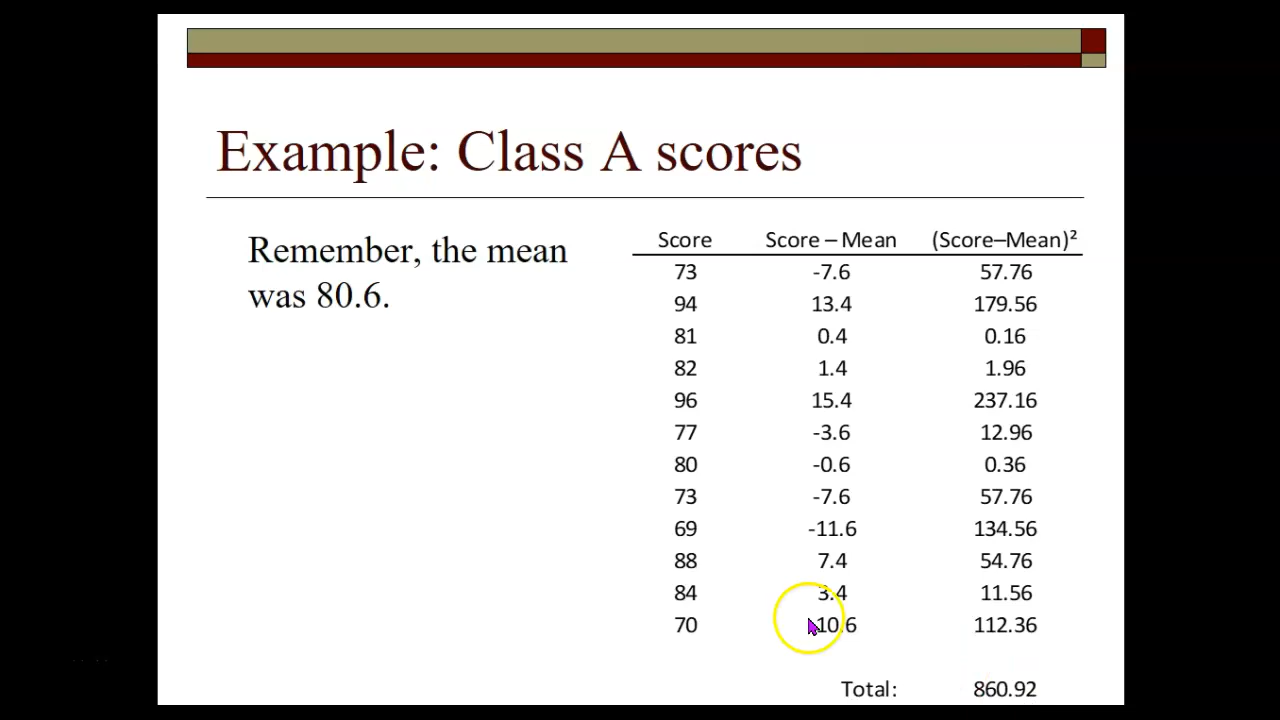 Example: Class A scores
Remember, the mean
was 80.6.
Score Score – Mean (Score–Mean)²
73 -7.6 57.76
94 13.4 179.56
81 0.4 0.16
82 1.4 1.96
96 15.4 237.16
77 -3.6 12.96
80 -0.6 0.36
73 -7.6 57.76
69 -11.6 134.56
88 7.4 54.76
84 3.4 11.56
70 -10.6 112.36
Total: 860.92